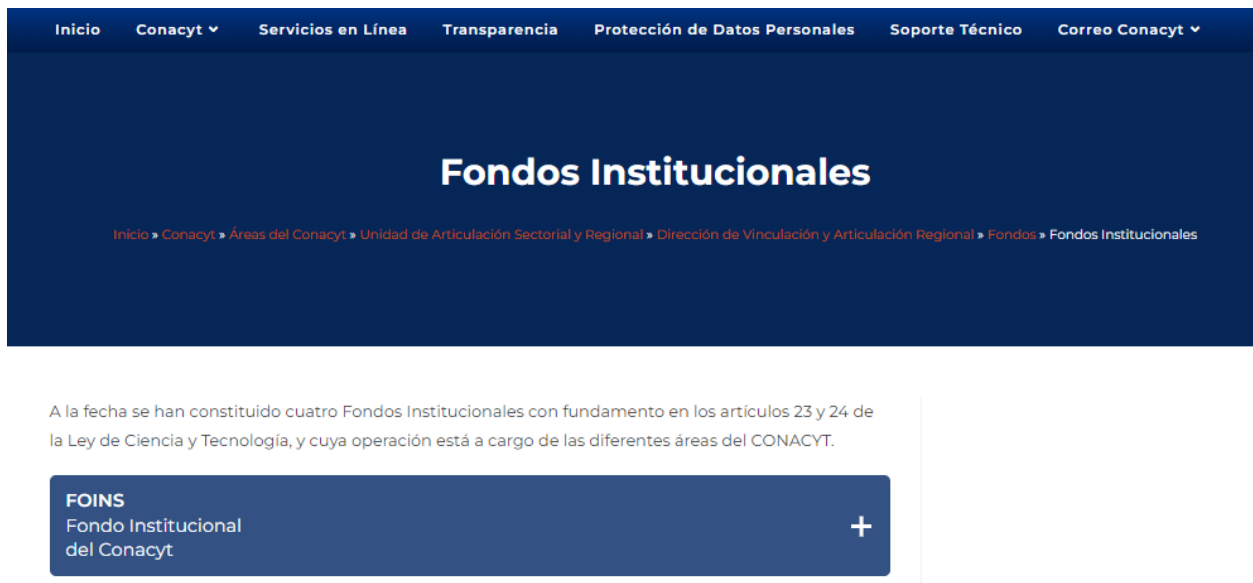 Inicio Conacyt Servicios en Línea Transparencia Protección de Datos Personales Soporte Técnico Correo Conacyt
Fondos Institucionales
Inicio » Conacyt » Áreas del Conacyt » Unidad de Articulación Sectorial y Regional » Dirección de Vinculación y Articulación Regional » Fondos » Fondos Institucionales
A la fecha se han constituido cuatro Fondos Institucionales con fundamento en los artículos 23 y 24 de
la Ley de Ciencia y Tecnología, y cuya operación está a cargo de las diferentes áreas del CONACYT.
FOINS
Fondo Institucional
del Conacyt